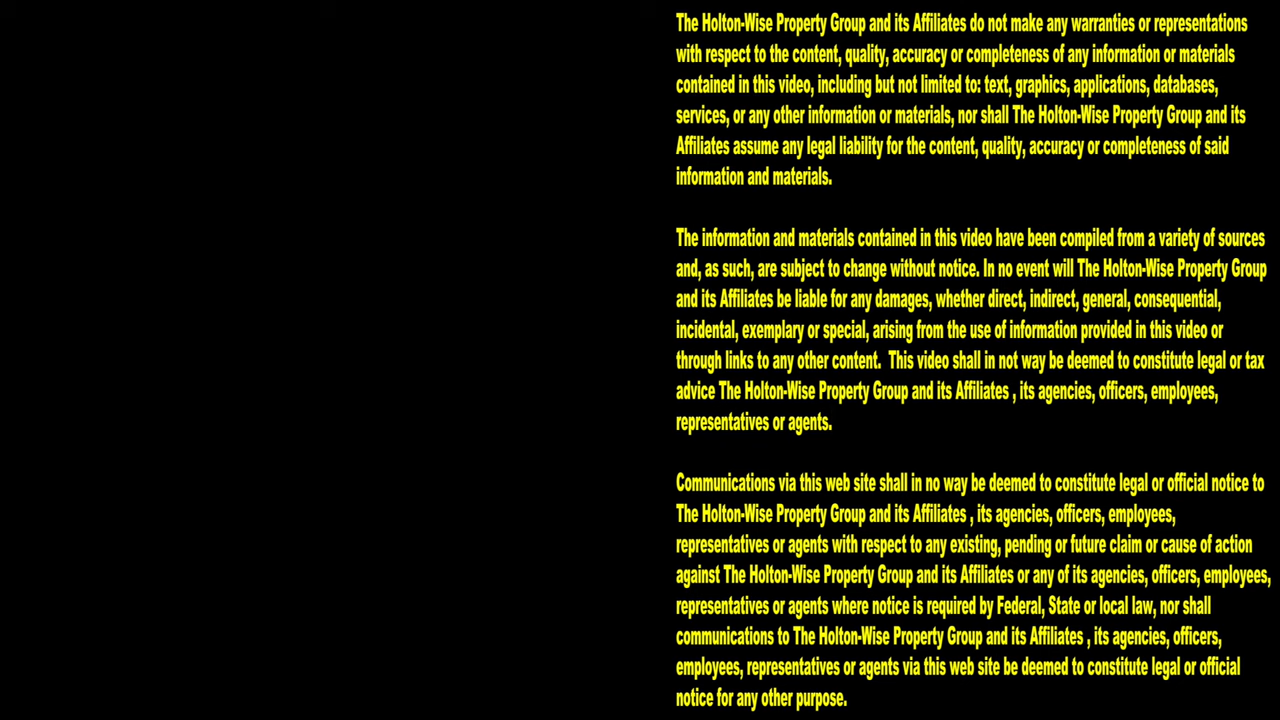 The Holton-Wise Property Group and its Affiliates do not make any warranties or representations
with respect to the content, quality, accuracy or completeness of any information or materials
contained in this video, including but not limited to: text, graphics, applications, databases,
services, or any other information or materials, nor shall The Holton-Wise Property Group and its
Affiliates assume any legal liability for the content, quality, accuracy or completeness of said
information and materials.
The information and materials contained in this video have been compiled from a variety of sources
and, as such, are subject to change without notice. In no event will The Holton-Wise Property Group
and its Affiliates be liable for any damages, whether direct, indirect, general, consequential,
incidental, exemplary or special, arising from the use of information provided in this video or
through links to any other content.  This video shall in not way be deemed to constitute legal or tax
advice The Holton-Wise Property Group and its Affiliates , its agencies, officers, employees,
representatives or agents.
Communications via this web site shall in no way be deemed to constitute legal or official notice to
The Holton-Wise Property Group and its Affiliates , its agencies, officers, employees,
representatives or agents with respect to any existing, pending or future claim or cause of action
against The Holton-Wise Property Group and its Affiliates or any of its agencies, officers, employees,
representatives or agents where notice is required by Federal, State or local law, nor shall
communications to The Holton-Wise Property Group and its Affiliates , its agencies, officers,
employees, representatives or agents via this web site be deemed to constitute legal or official
notice for any other purpose.